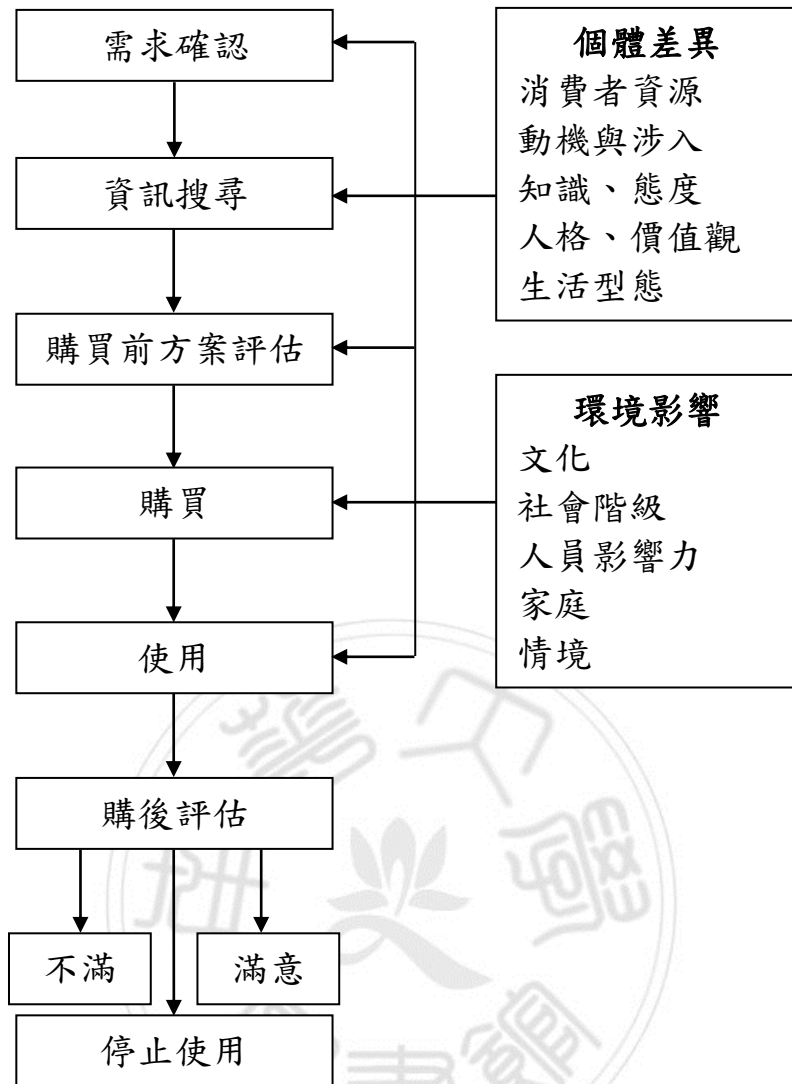 需求確認
資訊搜尋
購買前方案評估
購買
使用
購後評估
不滿
滿意
停止使用
個體差異
消費者資源
動機與涉入
知識、態度
人格、價值觀
生活型態
環境影響
文化
社會階級
人員影響力
家庭
情境